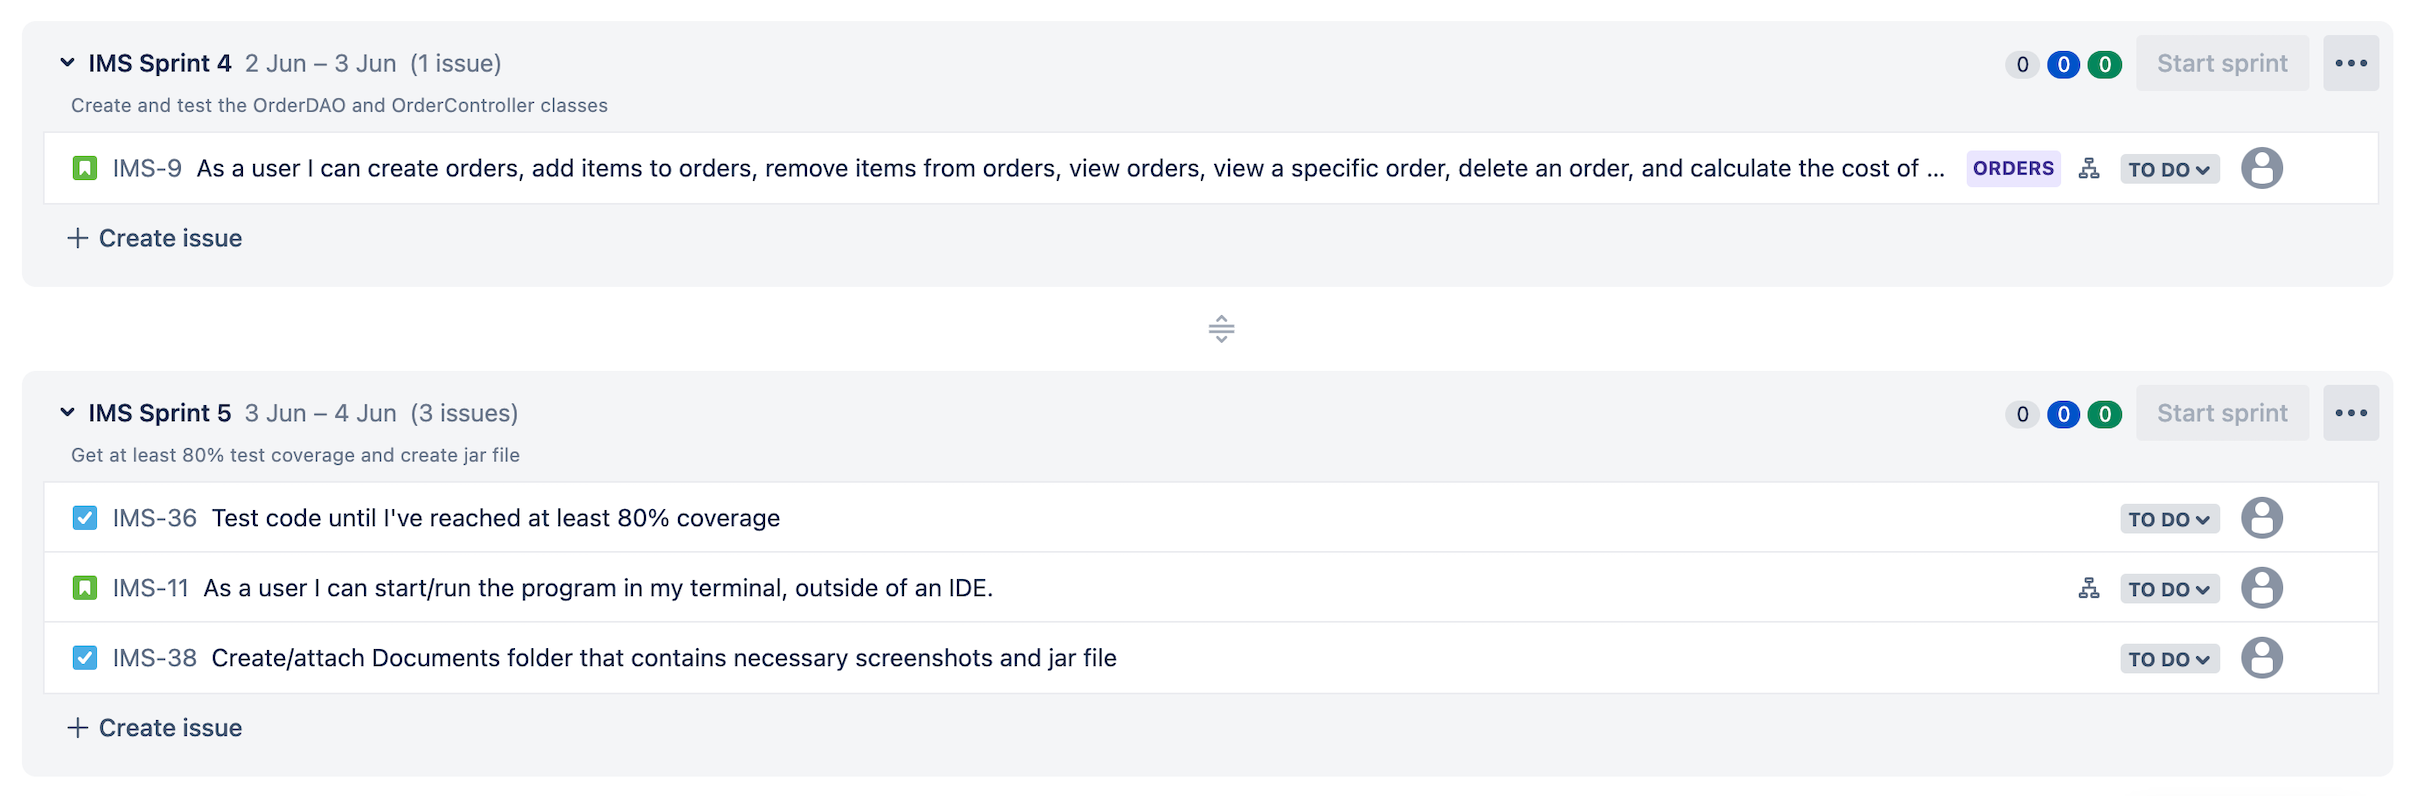 IMS Sprint 4 2 Jun – 3 Jun (1 issue) 0 0 0 Start sprint
Create and test the OrderDAO and OrderController classes
IMS-9 As a user I can create orders, add items to orders, remove items from orders, view orders, view a specific order, delete an order, and calculate the cost of ... ORDERS TO DO
+ Create issue
IMS Sprint 5 3 Jun – 4 Jun (3 issues) 0 0 0 Start sprint
Get at least 80% test coverage and create jar file
IMS-36 Test code until I've reached at least 80% coverage TO DO
IMS-11 As a user I can start/run the program in my terminal, outside of an IDE. TO DO
IMS-38 Create/attach Documents folder that contains necessary screenshots and jar file TO DO
+ Create issue